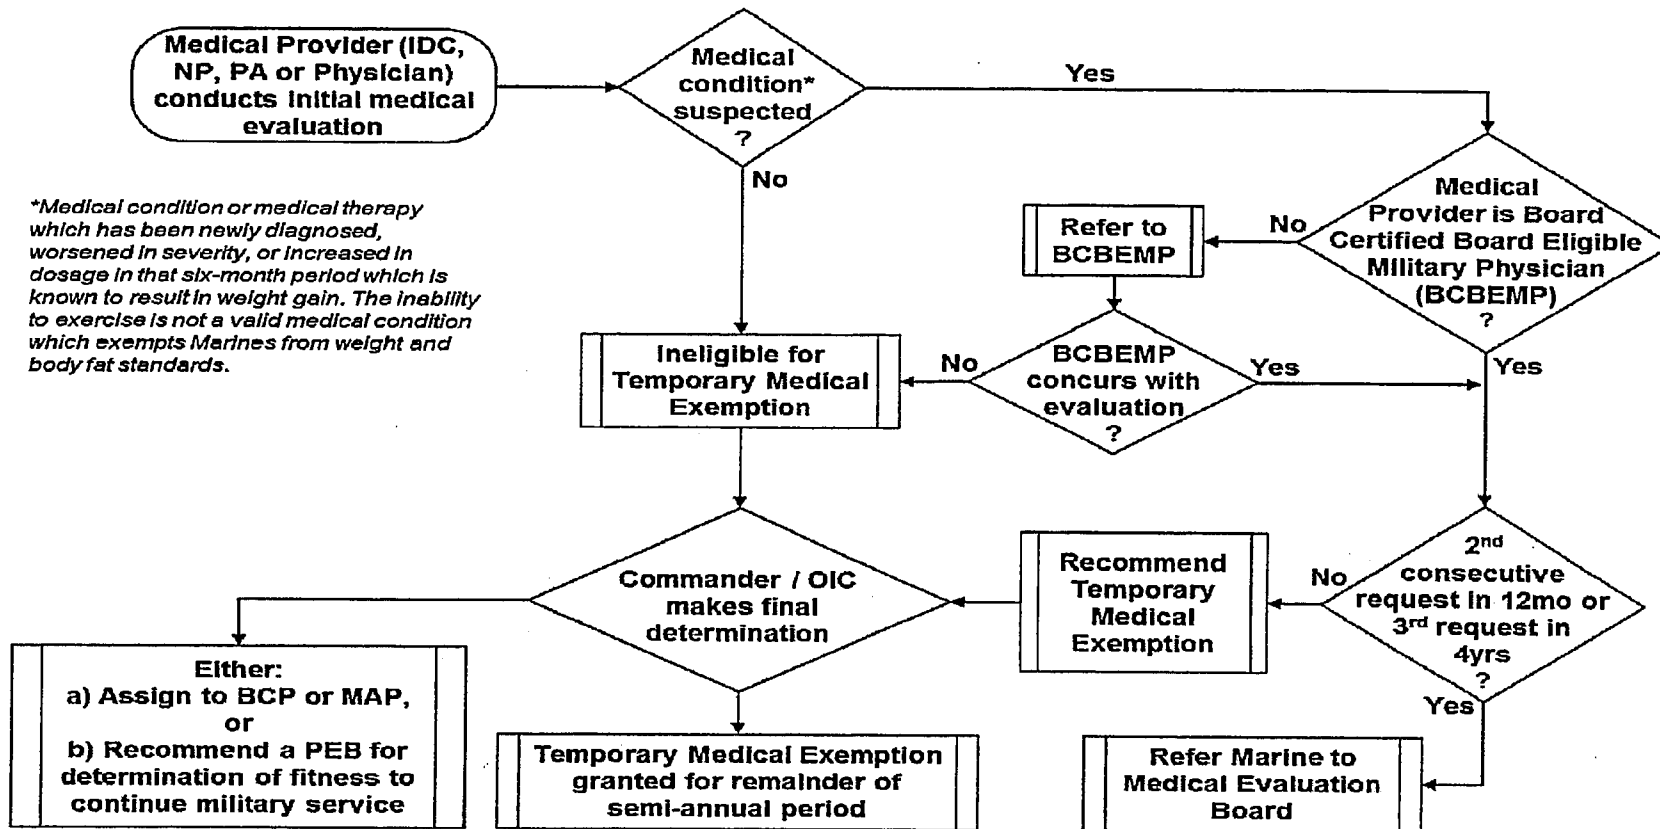 Medical Provider (IDC,
NP, PA or Physician)
conducts initial medical
evaluation
Medical
condition*
suspected
?
Yes
No
*Medical condition or medical therapy
which has been newly diagnosed,
worsened in severity, or increased in
dosage in that six-month period which is
known to result in weight gain. The inability
to exercise is not a valid medical condition
which exempts Marines from weight and
body fat standards.
Medical
Provider is Board
Certified Board Eligible
Military Physician
(BCBEMP)
?
No
Yes
Refer to
BCBEMP
BCBEMP
concurs with
evaluation
?
No
Yes
Ineligible for
Temporary Medical
Exemption
2nd
consecutive
request in 12mo or
3rd request in
4yrs
?
No
Yes
Recommend
Temporary
Medical
Exemption
Commander / OIC
makes final
determination
Either:
a) Assign to BCP or MAP,
or
b) Recommend a PEB for
determination of fitness to
continue military service
Temporary Medical Exemption
granted for remainder of
semi-annual period
Refer Marine to
Medical Evaluation
Board